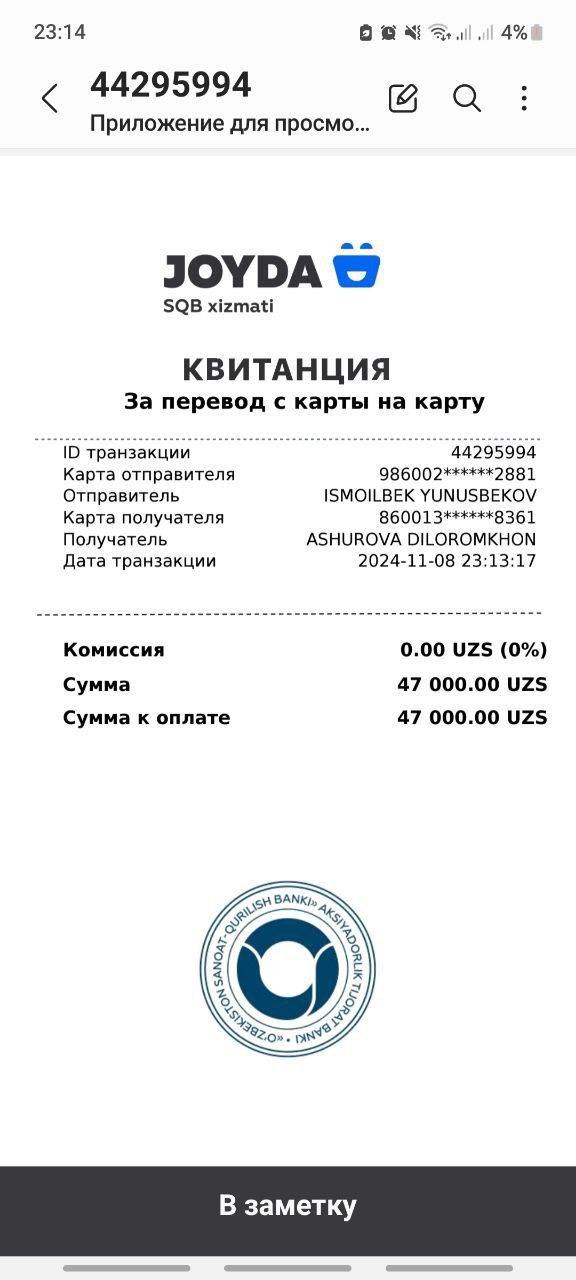 23:14
4%
44295994
Приложение для просмо...
JOYDA
SQB xizmati
КВИТАНЦИЯ
За перевод с карты на карту
ID транзакции 44295994
Карта отправителя 986002******2881
Отправитель ISMOILBEK YUNUSBEKOV
Карта получателя 860013******8361
Получатель ASHUROVA DILOROMKHON
Дата транзакции 2024-11-08 23:13:17
Комиссия 0.00 UZS (0%)
Сумма 47 000.00 UZS
Сумма к оплате 47 000.00 UZS
«O'ZBEKISTON SANOAT-QURILISH BANKI» AKSIYADORLIK TIJORAT BANKI •
В заметку